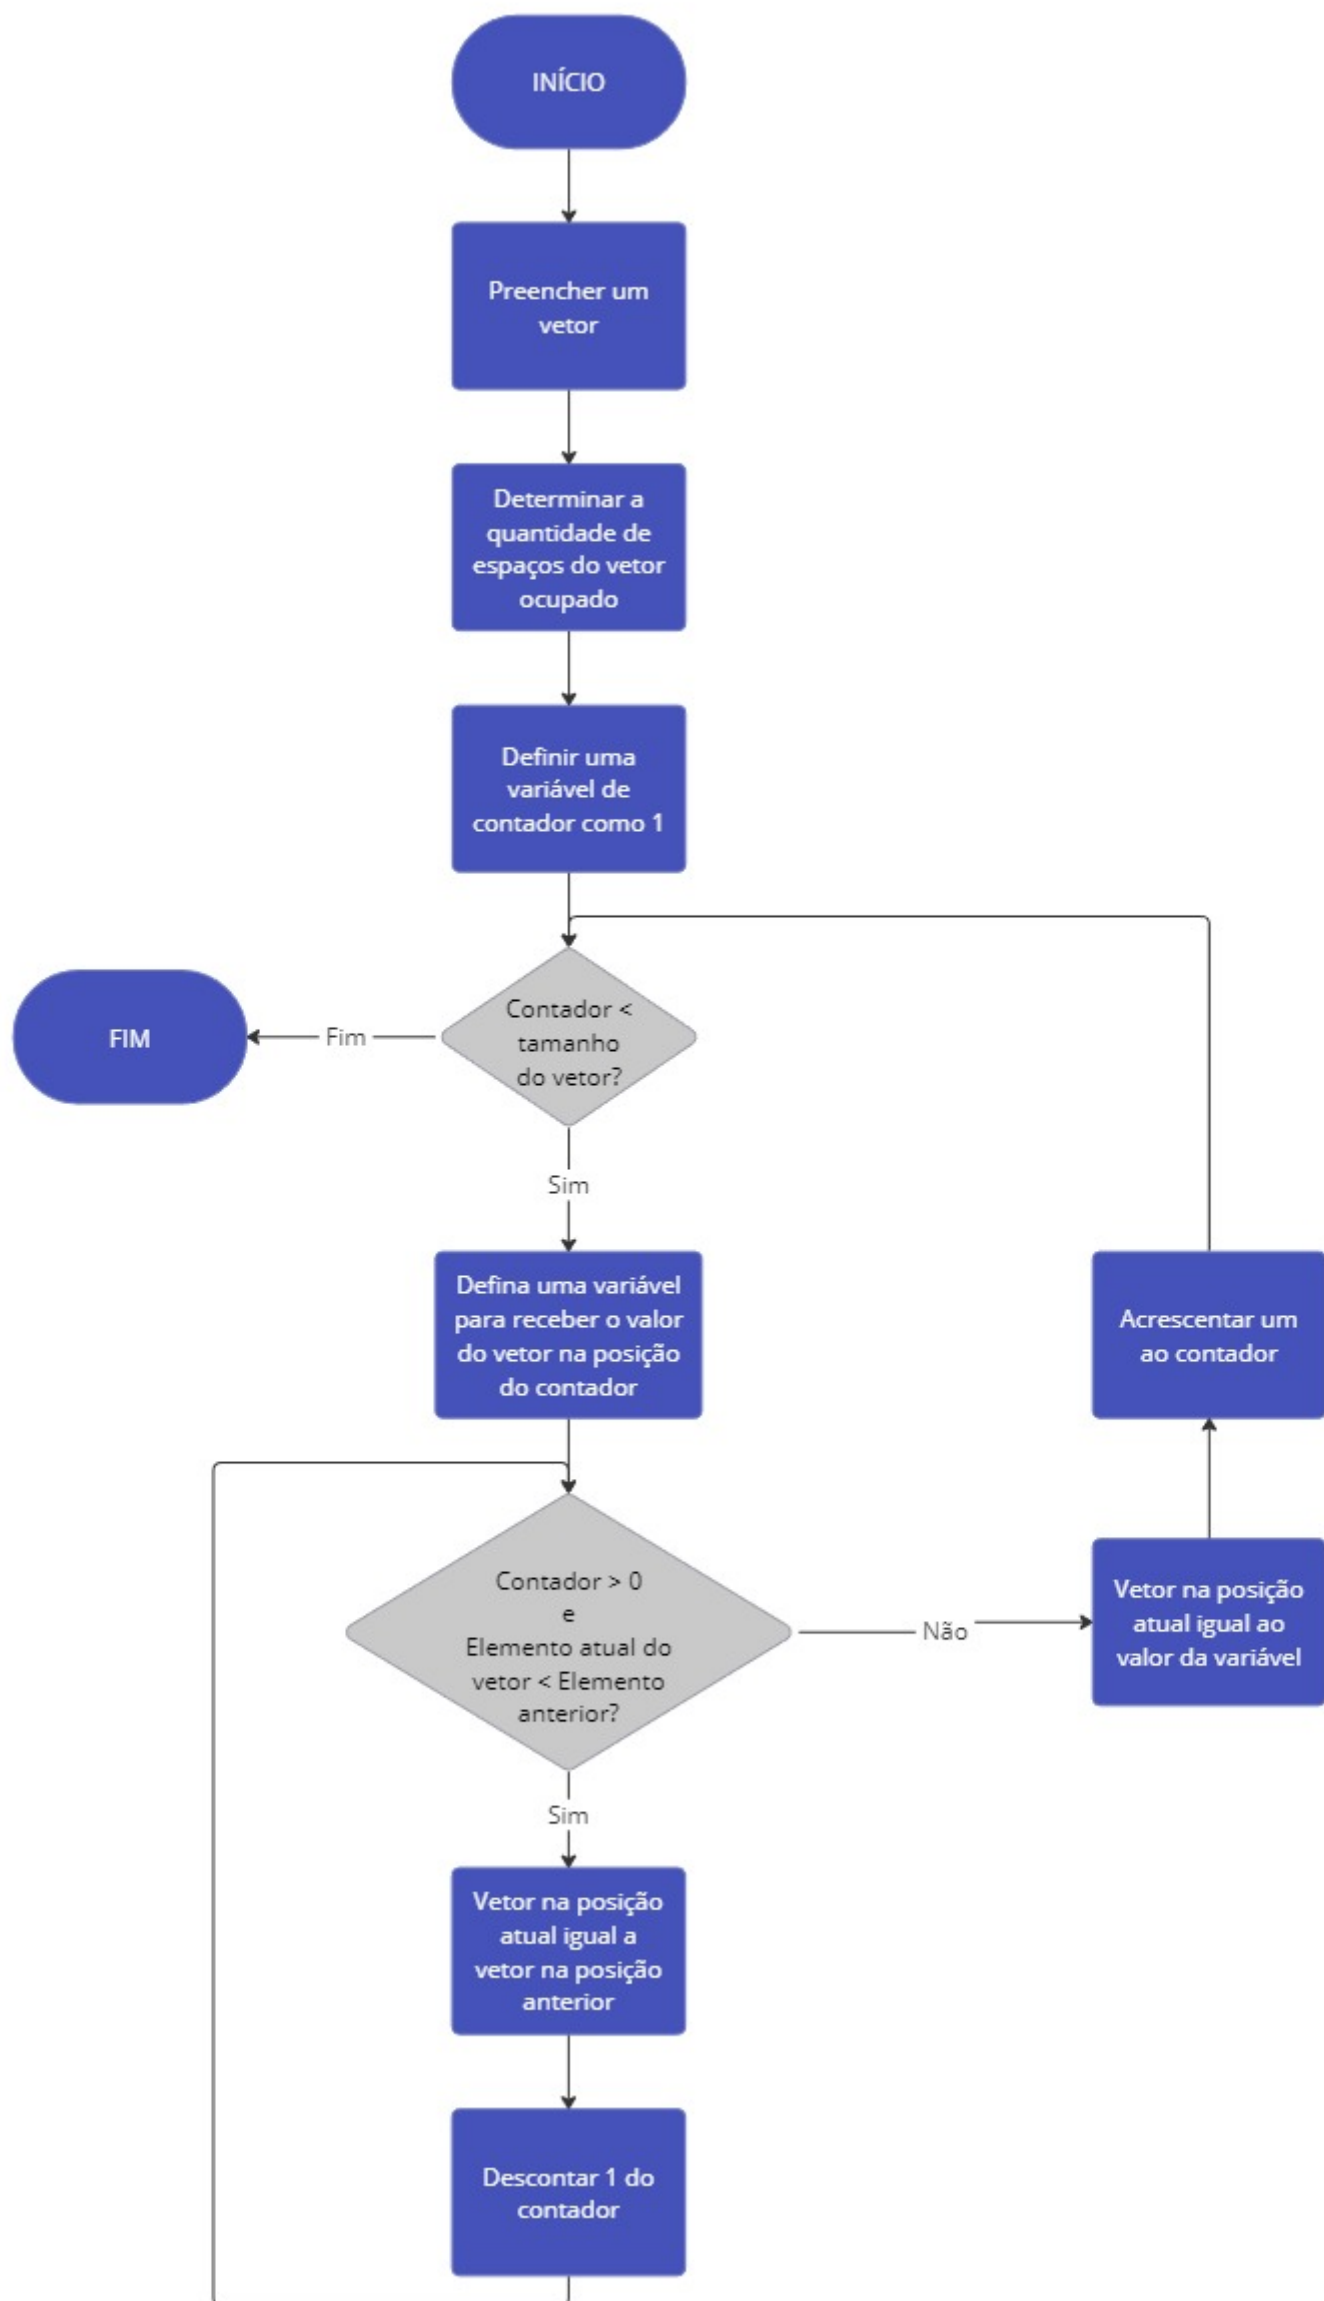 INÍCIO
Preencher um
vetor
Determinar a
quantidade de
espaços do vetor
ocupado
Definir uma
variável de
contador como 1
Contador <
tamanho
do vetor?
Fim
FIM
Sim
Defina uma variável
para receber o valor
do vetor na posição
do contador
Acrescentar um
ao contador
Contador > 0
e
Elemento atual do
vetor < Elemento
anterior?
Não
Vetor na posição
atual igual ao
valor da variável
Sim
Vetor na posição
atual igual a
vetor na posição
anterior
Descontar 1 do
contador